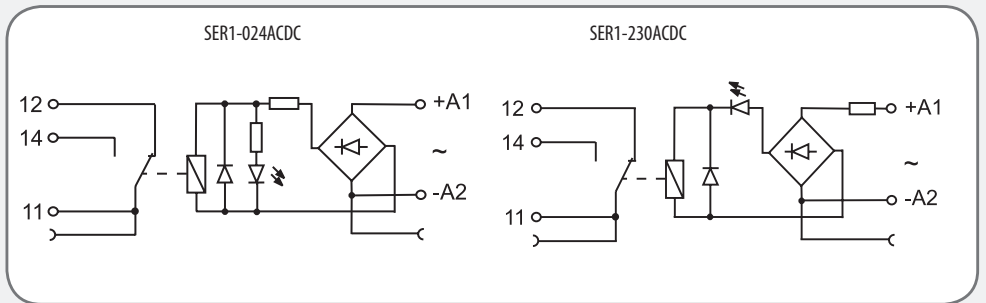 SER1-024ACDC
12
14
11
+A1
~
-A2
SER1-230ACDC
12
14
11
+A1
~
-A2